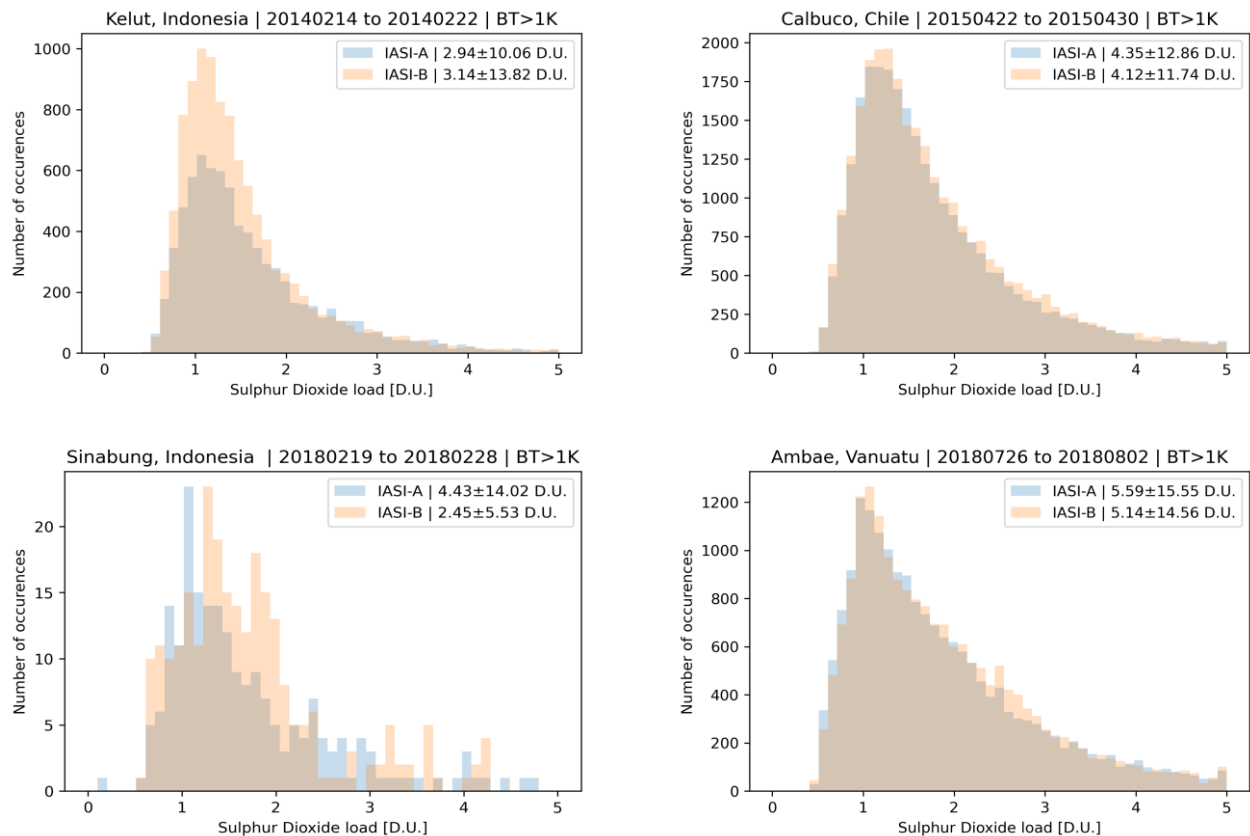 Kelut, Indonesia | 20140214 to 20140222 | BT>1K
IASI-A | 2.94±10.06 D.U.
IASI-B | 3.14±13.82 D.U.
Number of occurences
1000
800
600
400
200
0
0 1 2 3 4 5
Sulphur Dioxide load [D.U.]
Calbuco, Chile | 20150422 to 20150430 | BT>1K
IASI-A | 4.35±12.86 D.U.
IASI-B | 4.12±11.74 D.U.
Number of occurences
2000
1750
1500
1250
1000
750
500
250
0
0 1 2 3 4 5
Sulphur Dioxide load [D.U.]
Sinabung, Indonesia | 20180219 to 20180228 | BT>1K
IASI-A | 4.43±14.02 D.U.
IASI-B | 2.45±5.53 D.U.
Number of occurences
20
15
10
5
0
0 1 2 3 4 5
Sulphur Dioxide load [D.U.]
Ambae, Vanuatu | 20180726 to 20180802 | BT>1K
IASI-A | 5.59±15.55 D.U.
IASI-B | 5.14±14.56 D.U.
Number of occurences
1200
1000
800
600
400
200
0
0 1 2 3 4 5
Sulphur Dioxide load [D.U.]